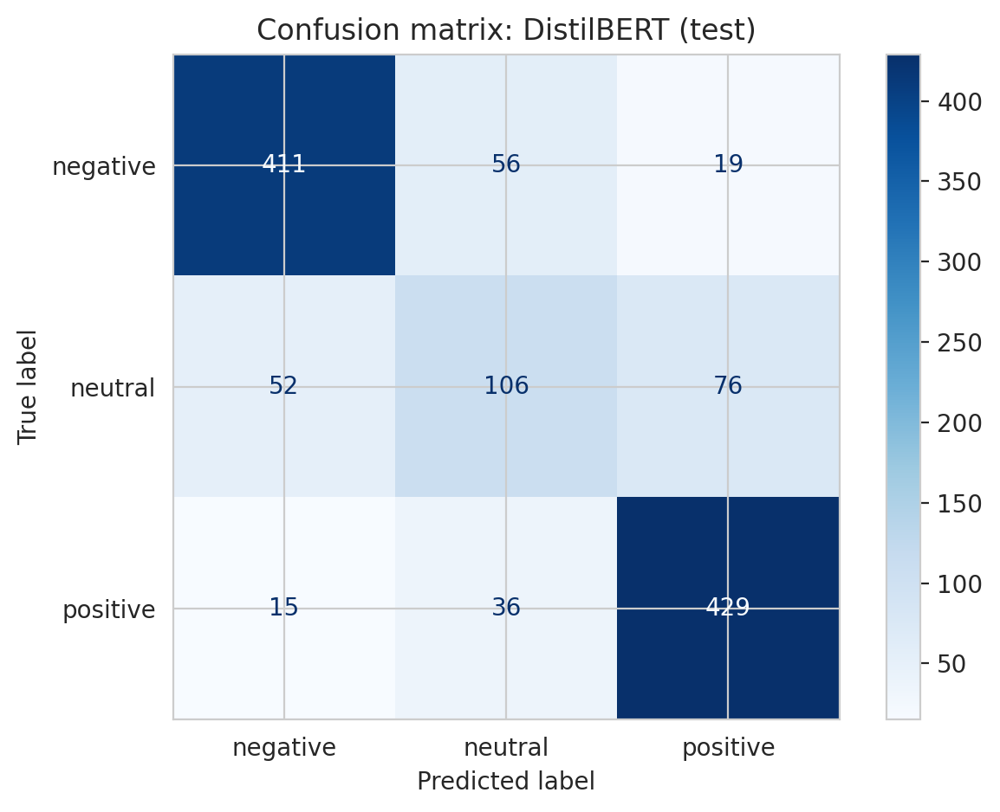 Confusion matrix: DistilBERT (test)
True label
negative
411 56 19
neutral
52 106 76
positive
15 36 429
negative neutral positive
Predicted label
400
350
300
250
200
150
100
50